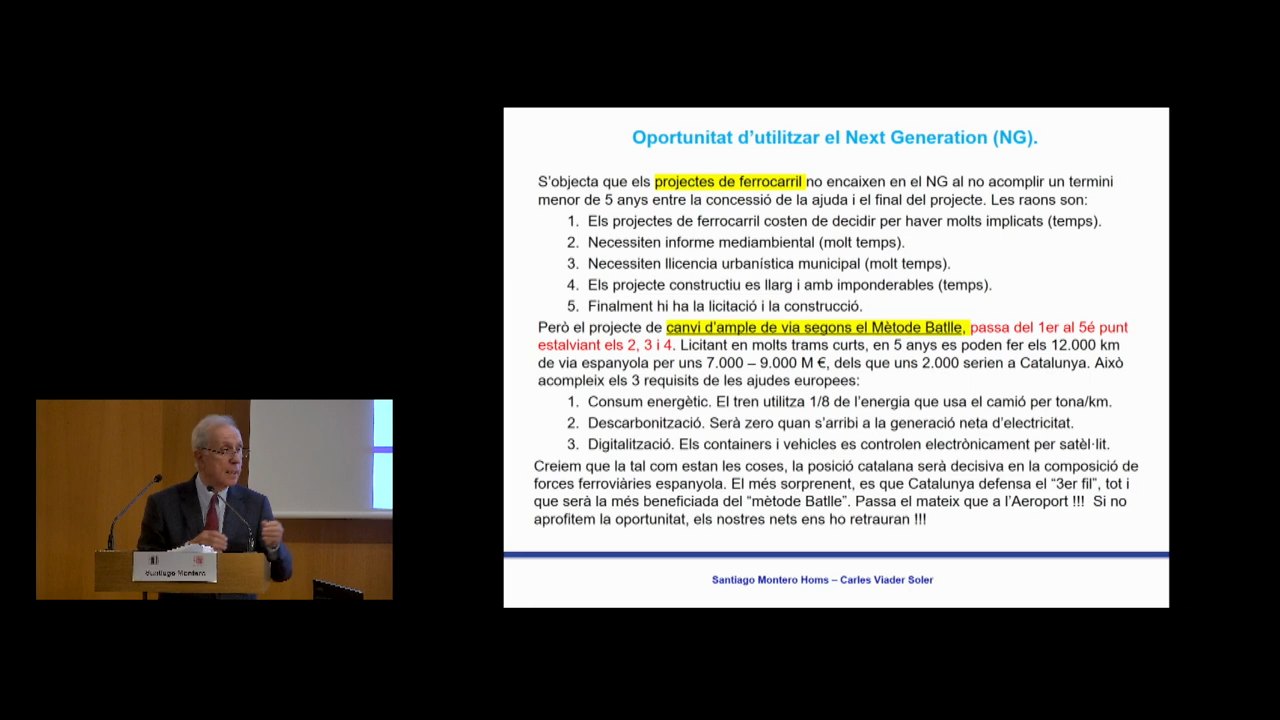 Oportunitat d’utilitzar el Next Generation (NG).
S’objecta que els projectes de ferrocarril no encaixen en el NG al no acomplir un termini
menor de 5 anys entre la concessió de la ajuda i el final del projecte. Les raons són:
1. Els projectes de ferrocarril costen de decidir per haver molts implicats (temps).
2. Necessiten informe mediambiental (molt temps).
3. Necessiten llicencia urbanística municipal (molt temps).
4. Els projecte constructiu es llarg i amb imponderables (temps).
5. Finalment hi ha la licitació i la construcció.
Però el projecte de canvi d’ample de via segons el Mètode Batlle, passa del 1er al 5é punt
estalviant els 2, 3 i 4. Licitant en molts trams curts, en 5 anys es poden fer els 12.000 km
de via espanyola per uns 7.000 – 9.000 M €, dels que uns 2.000 serien a Catalunya. Això
acompleix els 3 requisits de les ajudes europees:
1. Consum energètic. El tren utilitza 1/8 de l’energia que usa el camió per tona/km.
2. Descarbonització. Serà zero quan s’arribi a la generació neta d’electricitat.
3. Digitalització. Els containers i vehicles es controlen electrònicament per satèl·lit.
Creiem que la tal com estan les coses, la posició catalana serà decisiva en la composició de
forces ferroviàries espanyola. El més sorprenent, es que Catalunya defensa el “3er fil”, tot i
que serà la més beneficiada del “mètode Batlle”. Passa el mateix que a l’Aeroport !!! Si no
aprofitem la oportunitat, els nostres nets ens ho retrauran !!!
Santiago Montero Homs – Carles Viader Soler
Santiago Montero